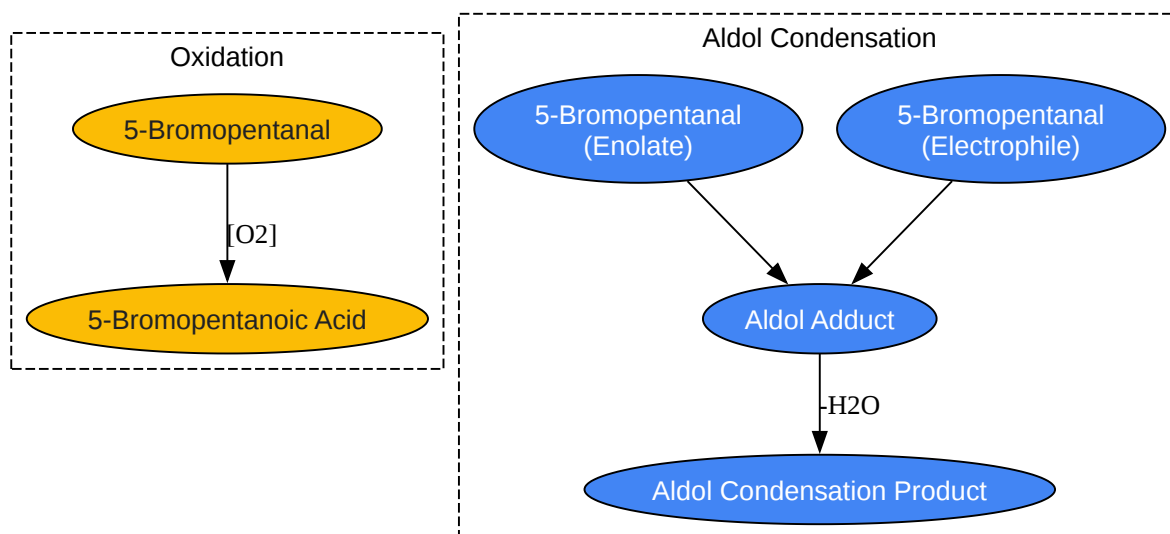 Oxidation
5-Bromopentanal
[O2]
5-Bromopentanoic Acid
Aldol Condensation
5-Bromopentanal
(Enolate)
5-Bromopentanal
(Electrophile)
Aldol Adduct
-H2O
Aldol Condensation Product